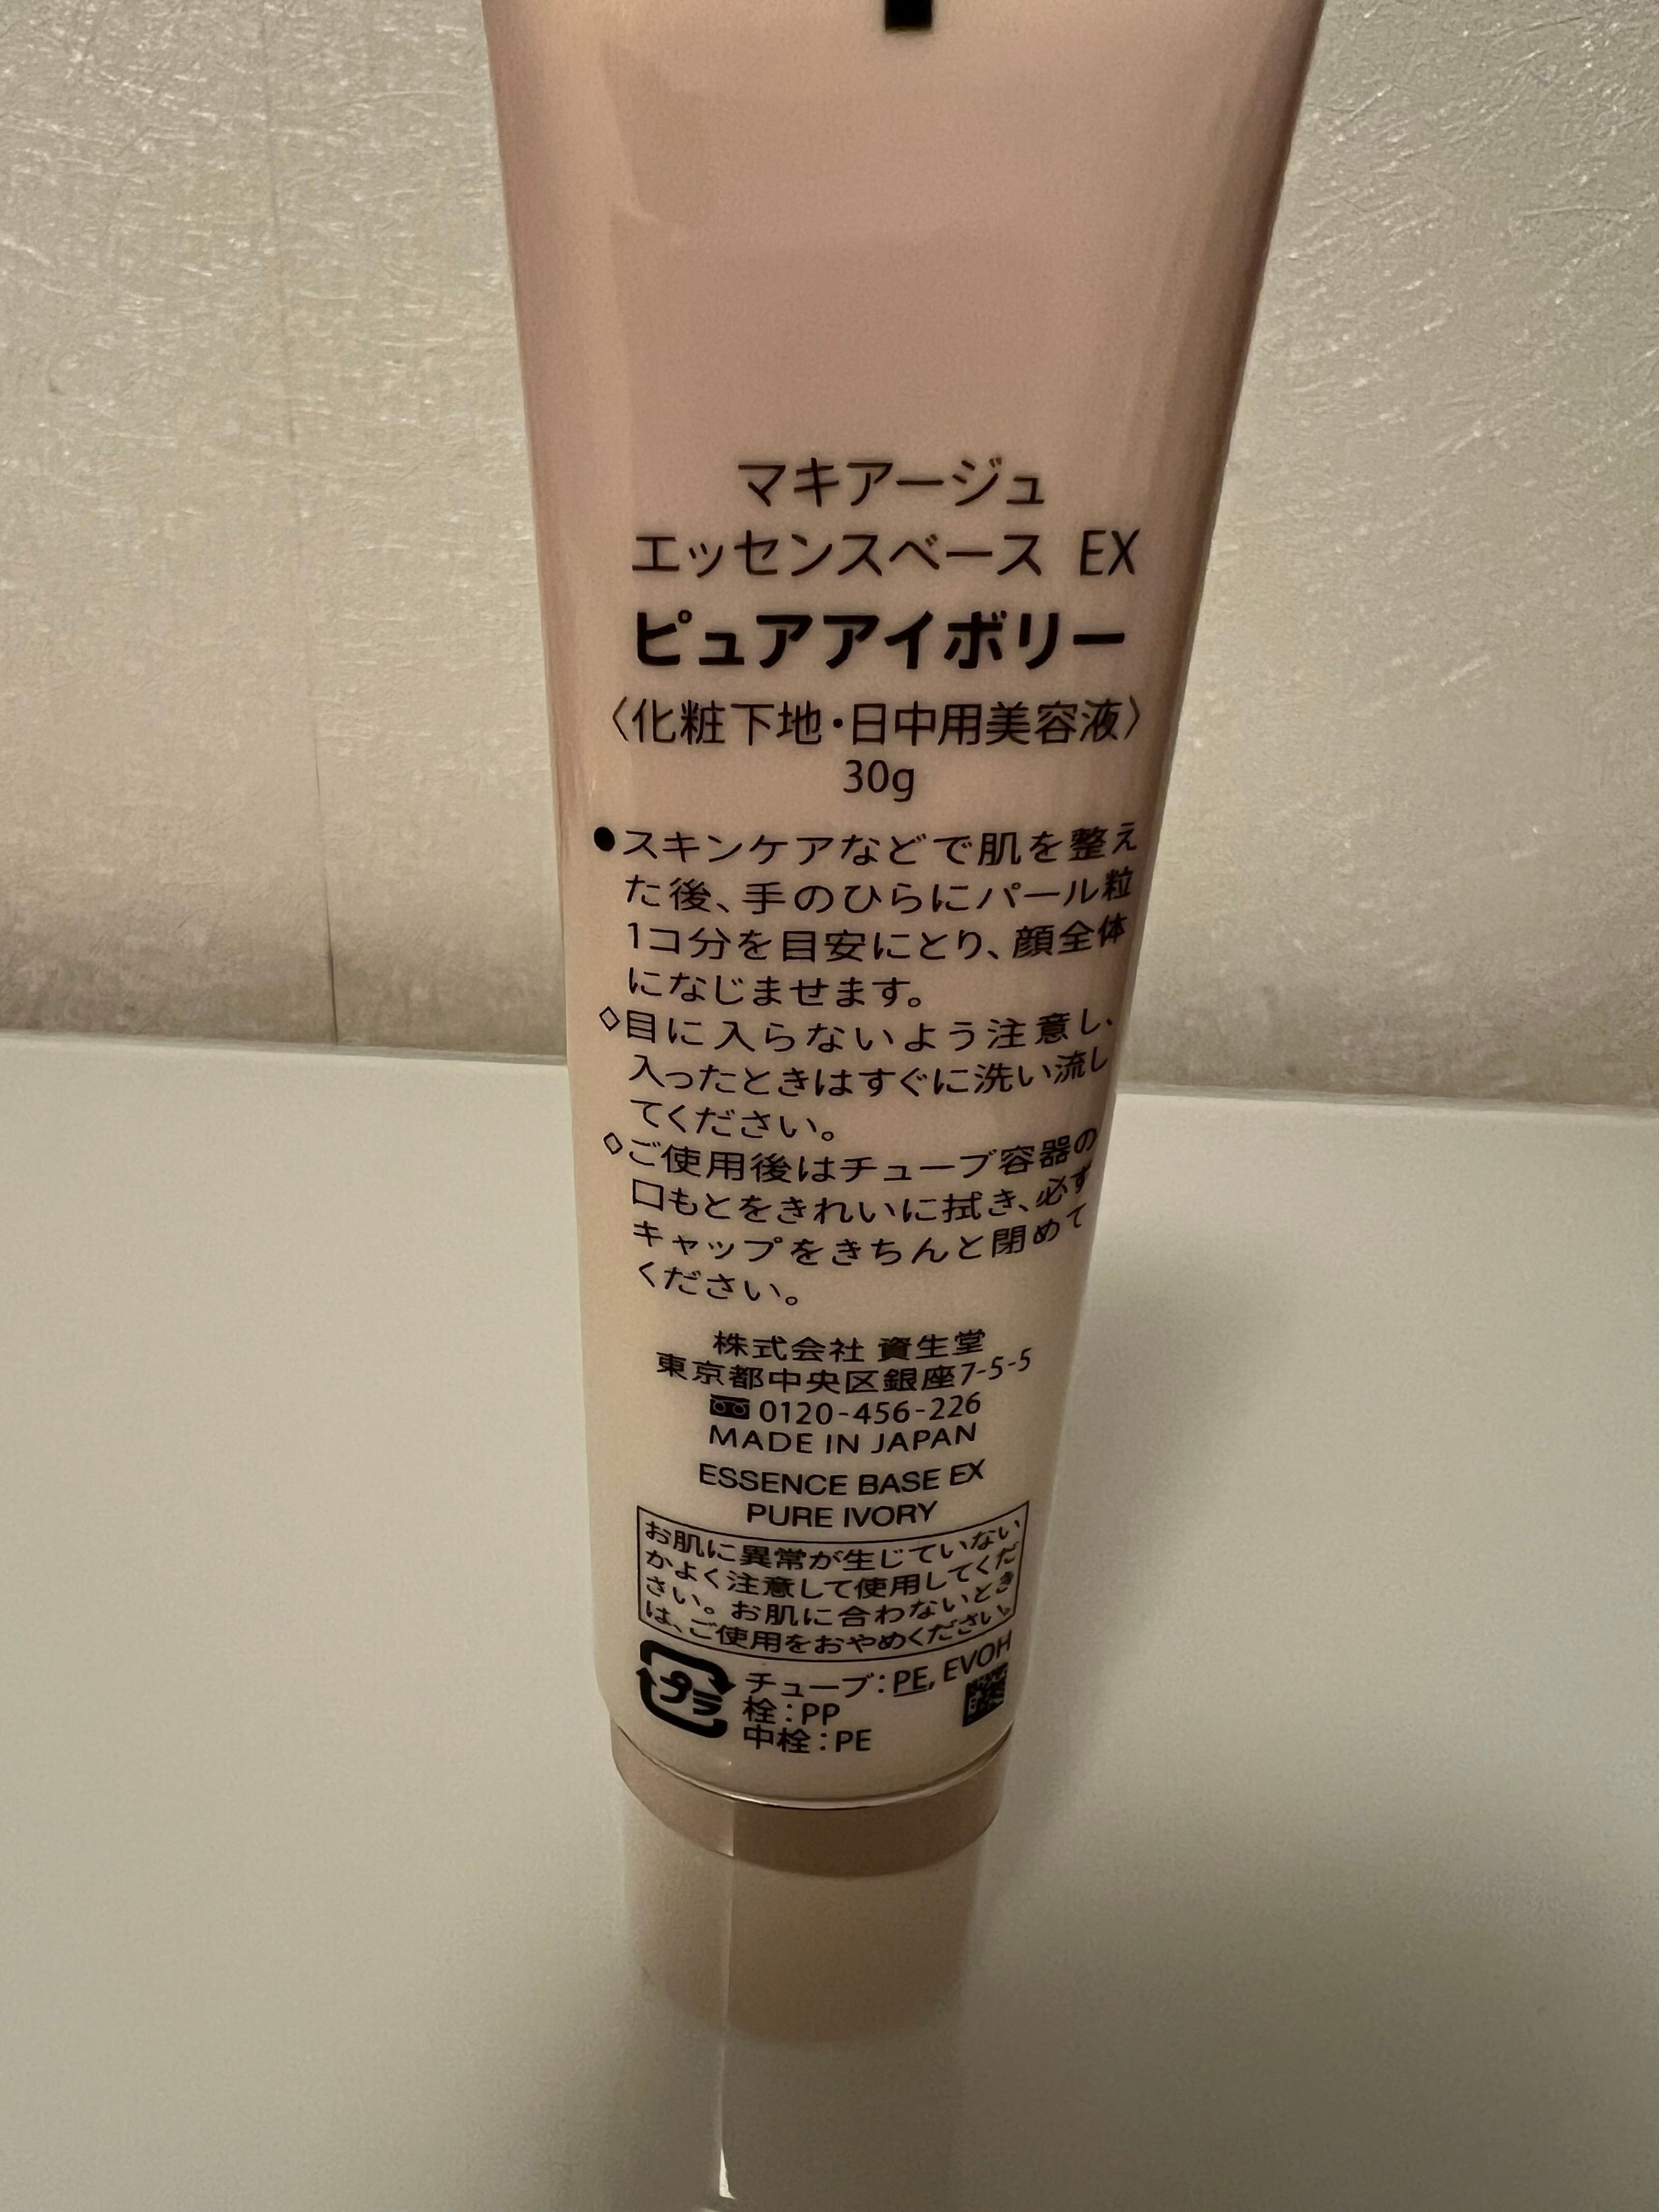 マキアージュ
エッセンスベース EX
ピュアアイボリー
〈化粧下地・日中用美容液〉
30g
●スキンケアなどで肌を整え
た後、手のひらにパール粒
1コ分を目安にとり、顔全体
になじませます。
◇目に入らないよう注意し、
入ったときはすぐに洗い流し
てください。
◇ご使用後はチューブ容器の
口もとをきれいに拭き、必ず
キャップをきちんと閉めて
ください。
株式会社 資生堂
東京都中央区銀座7-5-5
0120-456-226
MADE IN JAPAN
ESSENCE BASE EX
PURE IVORY
お肌に異常が生じていない
かよく注意して使用してくだ
さい。お肌に合わないとき
は、ご使用をおやめください。
プラ
チューブ：PE, EVOH
栓：PP
中栓：PE